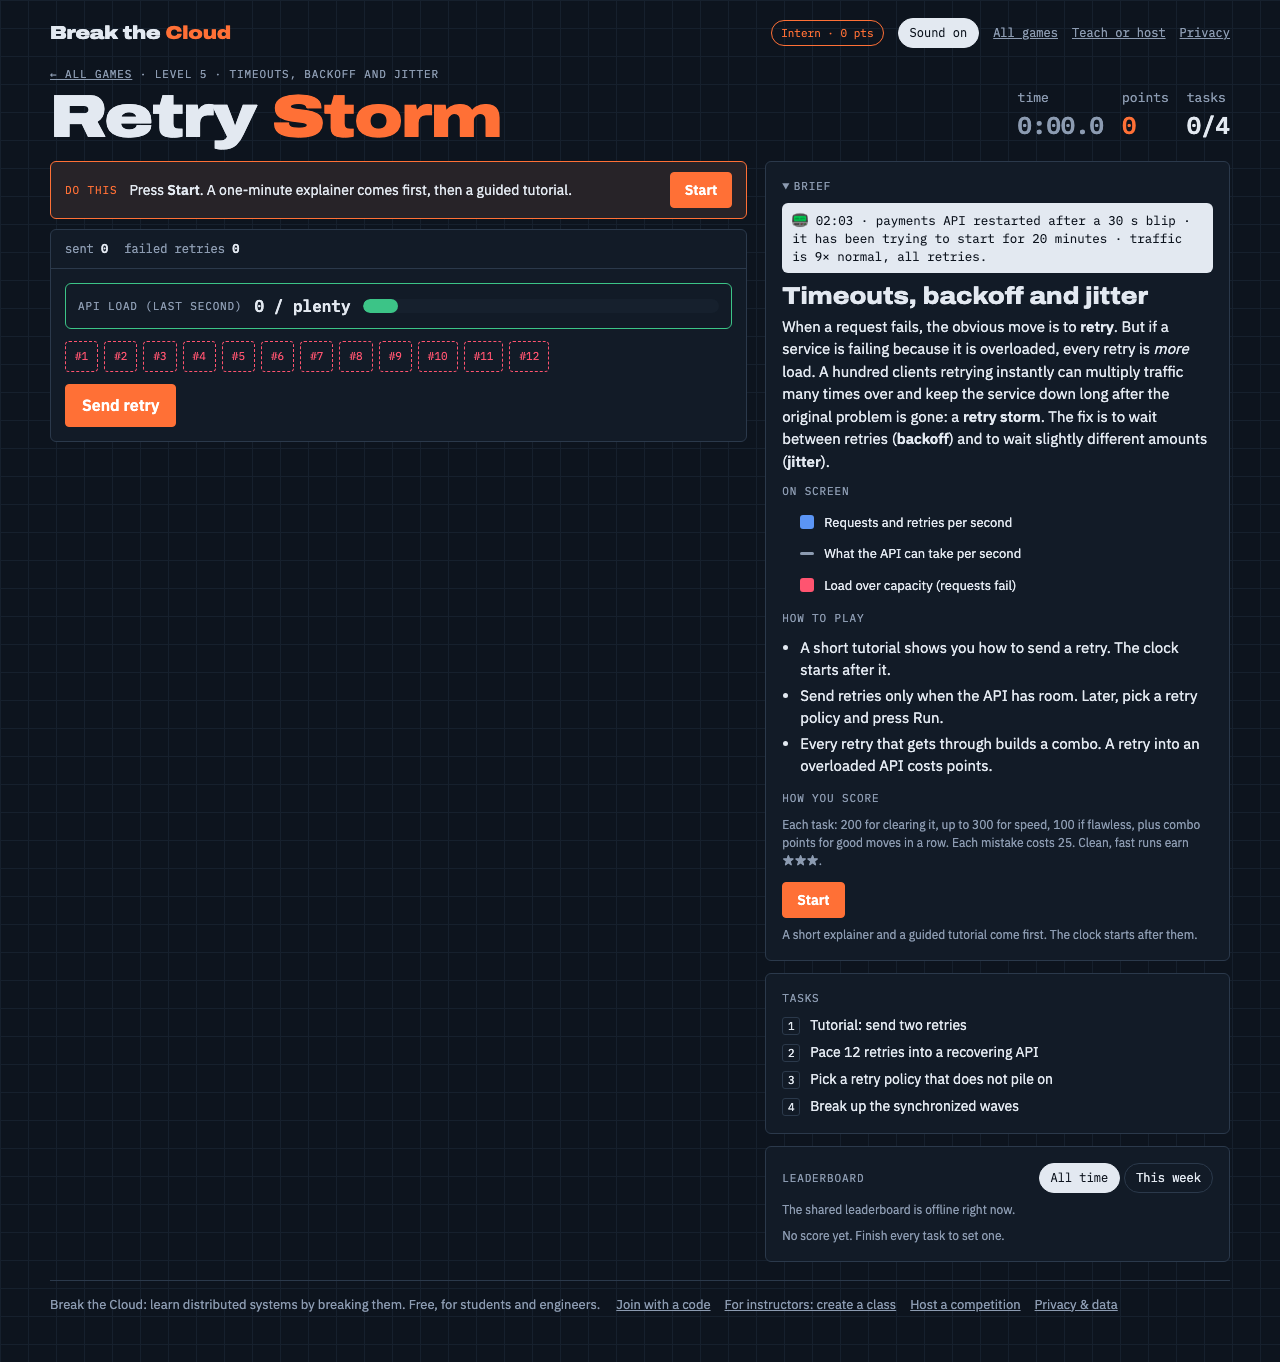 Break the Cloud
Intern · 0 pts
Sound on
All games
Teach or host
Privacy
← ALL GAMES · LEVEL 5 · TIMEOUTS, BACKOFF AND JITTER
Retry Storm
time
0:00.0
points
0
tasks
0/4
DO THIS Press Start. A one-minute explainer comes first, then a guided tutorial.
Start
sent 0 failed retries 0
API LOAD (LAST SECOND) 0 / plenty
#1 #2 #3 #4 #5 #6 #7 #8 #9 #10 #11 #12
Send retry
▼ BRIEF
02:03 · payments API restarted after a 30 s blip ·
it has been trying to start for 20 minutes · traffic
is 9× normal, all retries.
Timeouts, backoff and jitter
When a request fails, the obvious move is to retry. But if a
service is failing because it is overloaded, every retry is more
load. A hundred clients retrying instantly can multiply traffic
many times over and keep the service down long after the
original problem is gone: a retry storm. The fix is to wait
between retries (backoff) and to wait slightly different amounts
(jitter).
ON SCREEN
Requests and retries per second
What the API can take per second
Load over capacity (requests fail)
HOW TO PLAY
• A short tutorial shows you how to send a retry. The clock
starts after it.
• Send retries only when the API has room. Later, pick a retry
policy and press Run.
• Every retry that gets through builds a combo. A retry into an
overloaded API costs points.
HOW YOU SCORE
Each task: 200 for clearing it, up to 300 for speed, 100 if flawless, plus combo
points for good moves in a row. Each mistake costs 25. Clean, fast runs earn
★★★.
Start
A short explainer and a guided tutorial come first. The clock starts after them.
TASKS
1 Tutorial: send two retries
2 Pace 12 retries into a recovering API
3 Pick a retry policy that does not pile on
4 Break up the synchronized waves
LEADERBOARD
All time
This week
The shared leaderboard is offline right now.
No score yet. Finish every task to set one.
Break the Cloud: learn distributed systems by breaking them. Free, for students and engineers. Join with a code For instructors: create a class Host a competition Privacy & data